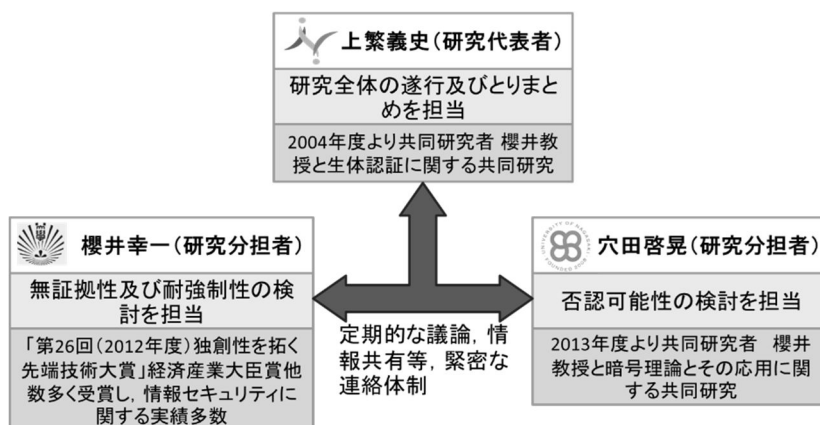 上繁義史(研究代表者)
研究全体の遂行及びとりまと
めを担当
2004年度より共同研究者 櫻井教
授と生体認証に関する共同研究
櫻井幸一(研究分担者)
無証拠性及び耐強制性の検
討を担当
「第26回(2012年度)独創性を拓く
先端技術大賞」経済産業大臣賞他
数多く受賞し，情報セキュリティに
関する実績多数
定期的な議論，情
報共有等，緊密な
連絡体制
穴田啓晃(研究分担者)
否認可能性の検討を担当
2013年度より共同研究者　櫻井
教授と暗号理論とその応用に関
する共同研究
UNIVERSITY OF NAGASAKI